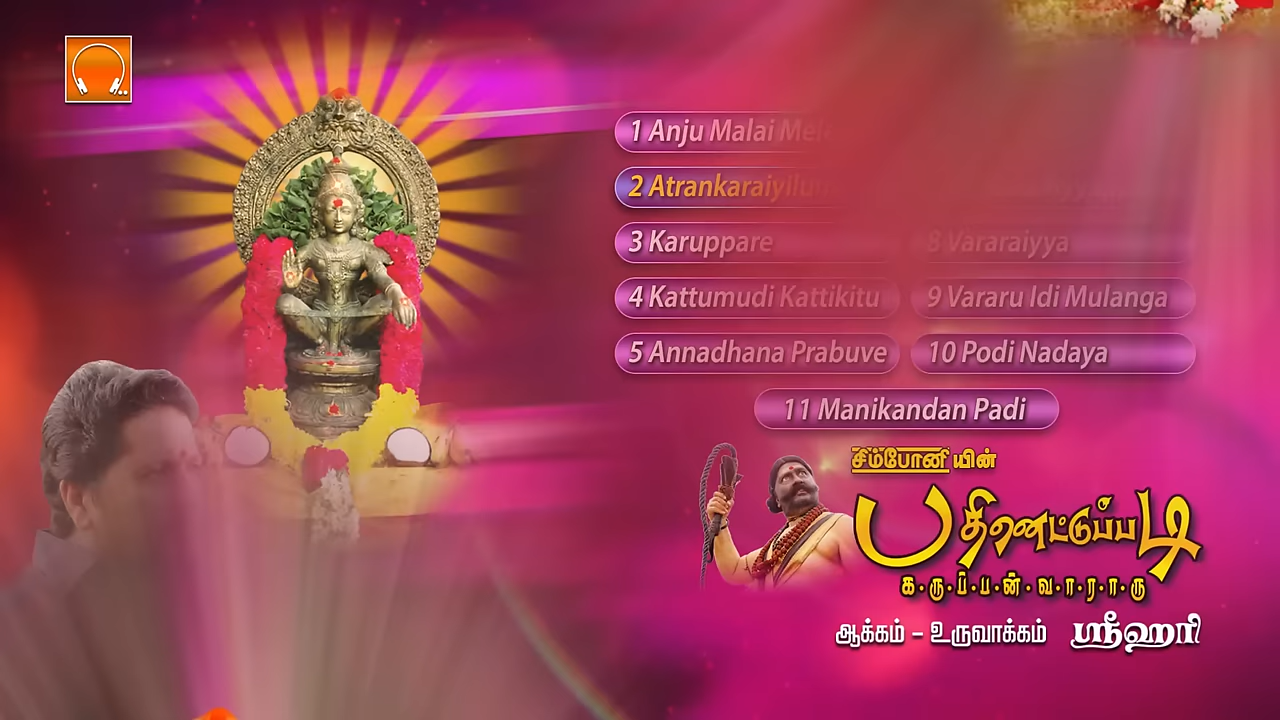 1 Anju Malai
2 Atrankaraiyilum
3 Karuppare
8 Vararaiyya
4 Kattumudi Kattikitu
9 Vararu Idi Mulanga
5 Annadhana Prabuve
10 Podi Nadaya
11 Manikandan Padi
சிம்போனி யின்
பதினெட்டுப்படி
க.ரு.ப்.ப.ன்.வா.ரா.ரு
ஆக்கம் - உருவாக்கம் ஸ்ரீஹரி